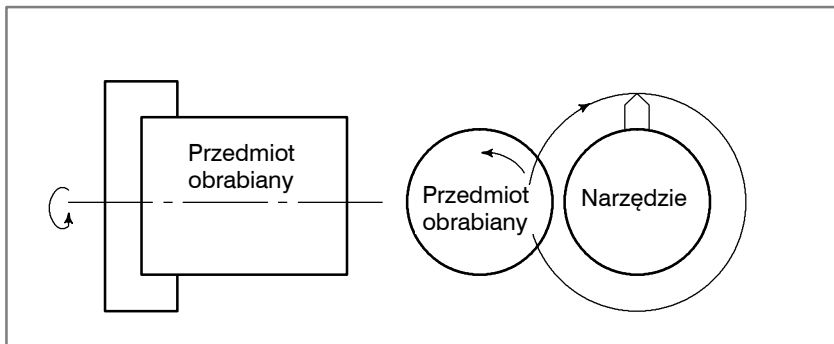 Przedmiot
obrabiany
Przedmiot
obrabiany
Narzędzie